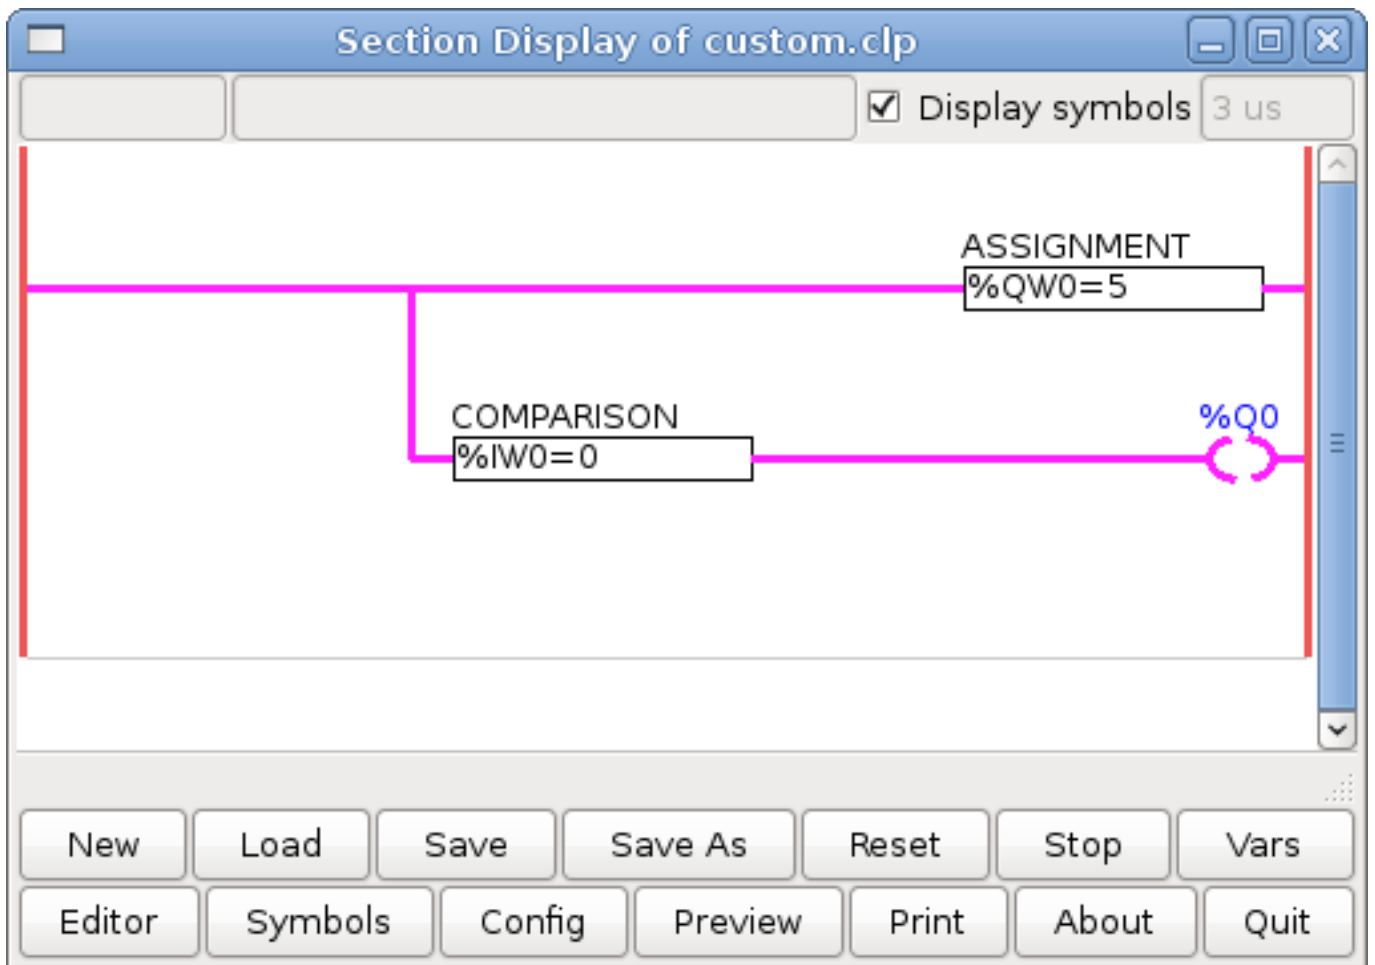 Section Display of custom.clp
Display symbols 3 us
ASSIGNMENT
%QW0=5
COMPARISON %Q0
%IW0=0
New Load Save Save As Reset Stop Vars
Editor Symbols Config Preview Print About Quit